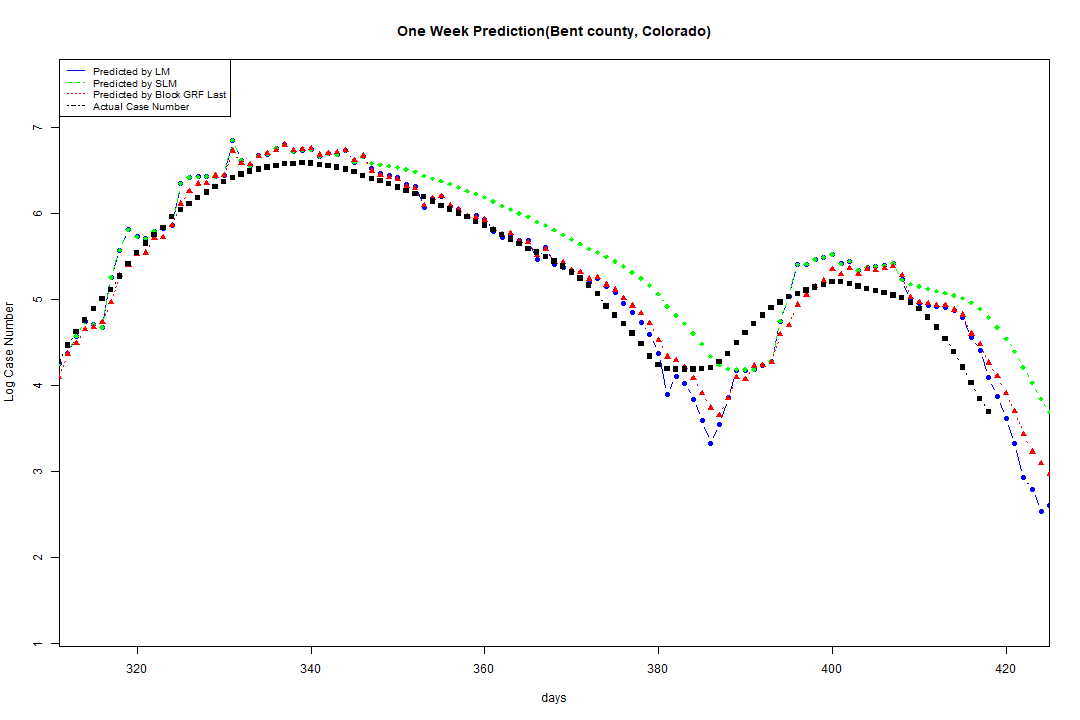 One Week Prediction(Bent county, Colorado)
Predicted by LM
Predicted by SLM
Predicted by Block GRF Last
Actual Case Number
7
6
5
4
3
2
1
Log Case Number
320 340 360 380 400 420
days